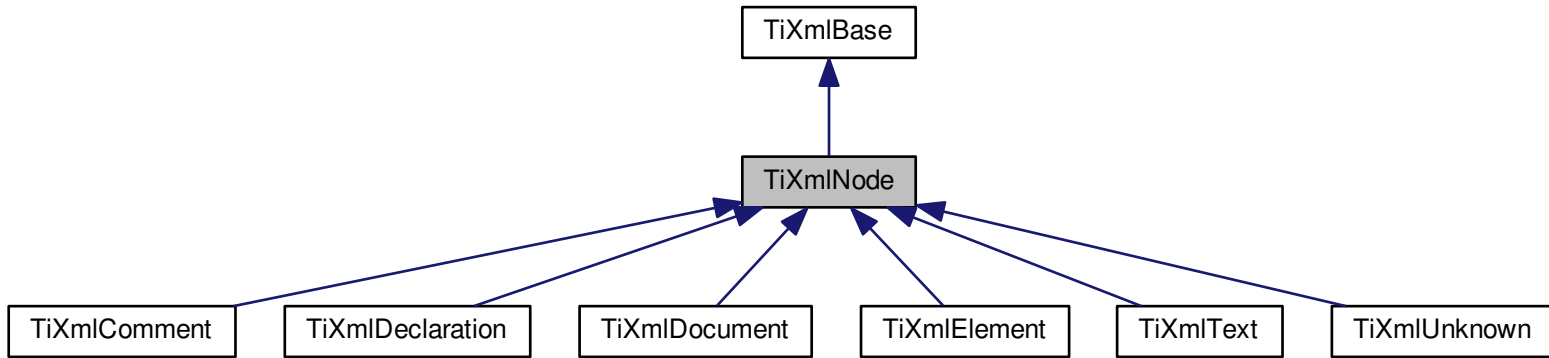 TiXmlBase
TiXmlNode
TiXmlComment
TiXmlDeclaration
TiXmlDocument
TiXmlElement
TiXmlText
TiXmlUnknown